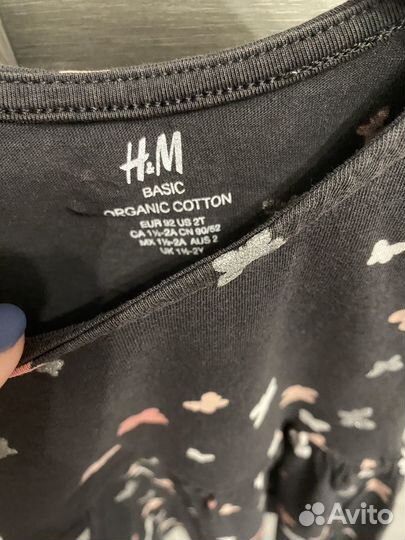 H&M
BASIC
ORGANIC COTTON
EUR 92 US 2T
CA 1½-2A CN 90/52
MX 1½-2A AUS 2
UK 1½-2Y
Avito